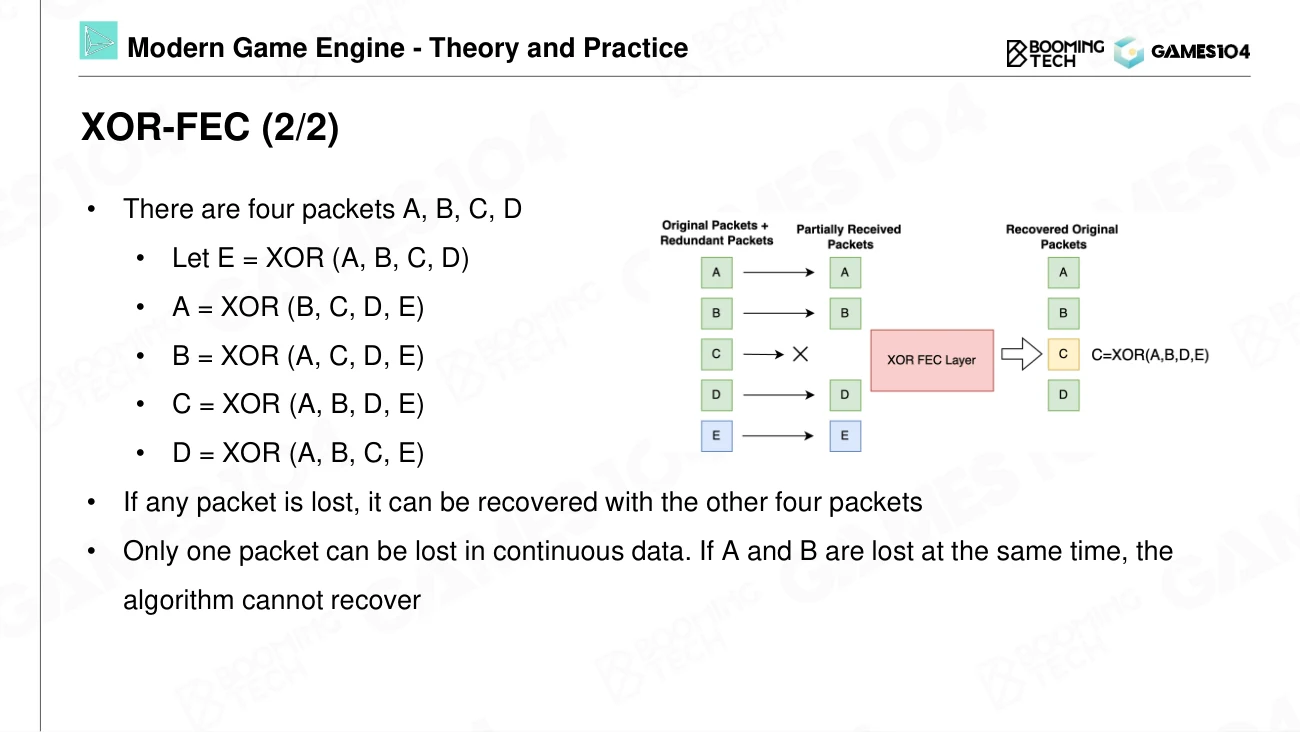 Modern Game Engine - Theory and Practice
BOOMING
TECH
GAMES104
XOR-FEC (2/2)
• There are four packets A, B, C, D
• Let E = XOR (A, B, C, D)
• A = XOR (B, C, D, E)
• B = XOR (A, C, D, E)
• C = XOR (A, B, D, E)
• D = XOR (A, B, C, E)
• If any packet is lost, it can be recovered with the other four packets
• Only one packet can be lost in continuous data. If A and B are lost at the same time, the
algorithm cannot recover
Original Packets +
Redundant Packets
A
B
C
D
E
Partially Received
Packets
A
B
D
E
XOR FEC Layer
Recovered Original
Packets
A
B
C
D
C=XOR(A,B,D,E)